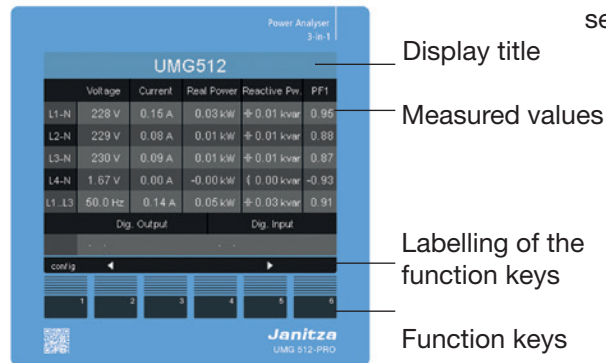 Power Analyser
3-in-1
se
UMG512
Display title
Voltage Current Real Power Reactive Pw. PF1
L1-N 228 V 0.15 A 0.03 kW ⸭ 0.01 kvar 0.95
Measured values
L2-N 229 V 0.08 A 0.01 kW ⸭ 0.01 kvar 0.88
L3-N 230 V 0.09 A 0.01 kW ⸭ 0.01 kvar 0.87
L4-N 1.67 V 0.00 A -0.00 kW 0.00 kvar -0.93
L1..L3 50.0 Hz 0.14 A 0.05 kW ⸭ 0.03 kvar 0.91
Dig. Output Dig. Input
Labelling of the
function keys
config ◄ ►
1 2 3 4 5 6
Function keys
Janitza
UMG 512-PRO